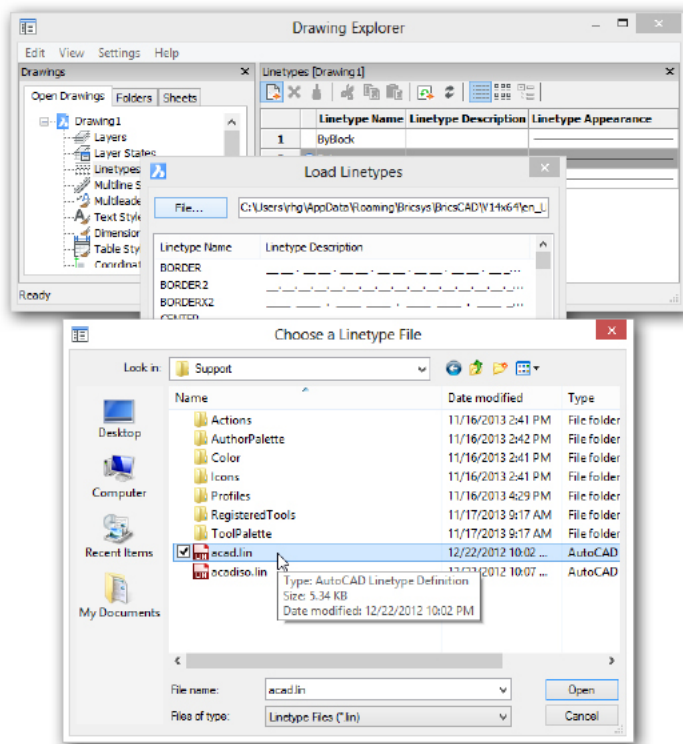 Drawing Explorer
Edit View Settings Help
Drawings
Linetypes [Drawing1]
Open Drawings Folders Sheets
Drawing1
Layers
Layer States
Linetypes
Multiline S
Multileade
Text Style
Dimension
Table Sty
Coordinat
Linetype Name Linetype Description Linetype Appearance
1 ByBlock
Ready
Load Linetypes
File... C:\Users\rhg\AppData\Roaming\Bricsys\BricsCAD\V14x64\en_L
Linetype Name Linetype Description
BORDER
BORDER2
BORDERX2
CENTER
Choose a Linetype File
Look in: Support
Name Date modified Type
Desktop
Computer
Recent Items
My Documents
Actions 11/16/2013 2:41 PM File folder
AuthorPalette 11/16/2013 2:42 PM File folder
Color 11/16/2013 2:41 PM File folder
Icons 11/16/2013 2:41 PM File folder
Profiles 11/16/2013 4:29 PM File folder
RegisteredTools 11/17/2013 9:17 AM File folder
ToolPalette 11/17/2013 9:17 AM File folder
acad.lin 12/22/2012 10:02 ... AutoCAD
acadiso.lin 12/22/2012 10:07 ... AutoCAD
Type: AutoCAD Linetype Definition
Size: 5.34 KB
Date modified: 12/22/2012 10:02 PM
File name: acad.lin Open
Files of type: Linetype Files (*.lin) Cancel